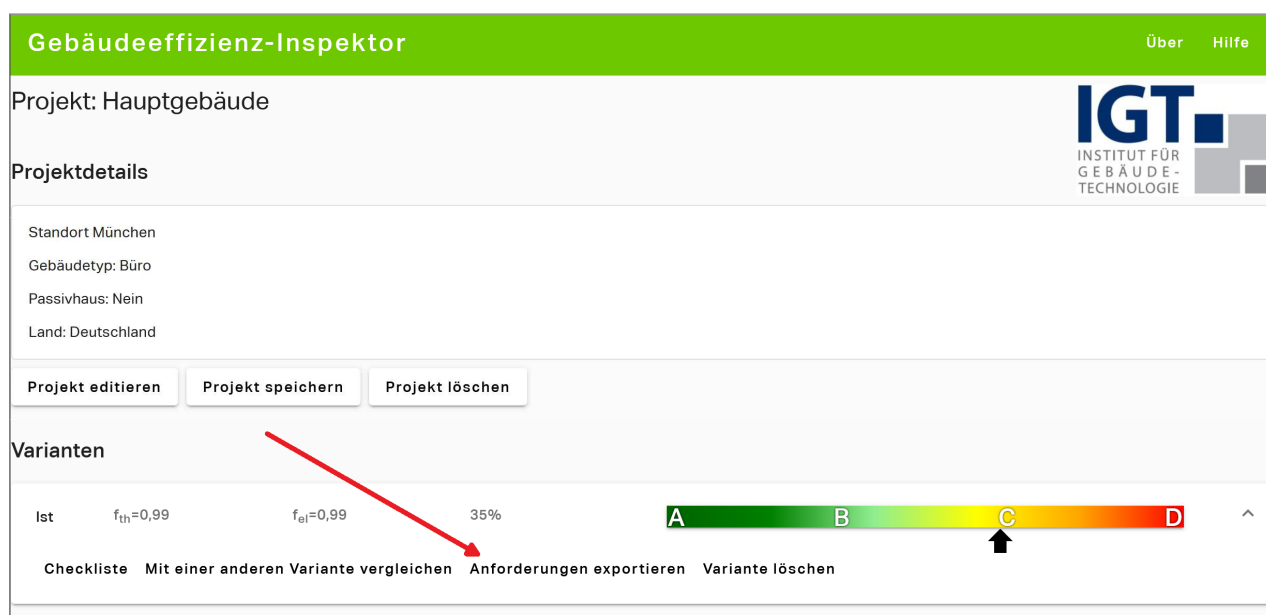 Gebäudeeffizienz-Inspektor Über Hilfe
Projekt: Hauptgebäude
IGT
INSTITUT FÜR
GEBÄUDE-
TECHNOLOGIE
Projektdetails
Standort München
Gebäudetyp: Büro
Passivhaus: Nein
Land: Deutschland
Projekt editieren Projekt speichern Projekt löschen
Varianten
Ist fth=0,99 fel=0,99 35% A B C D
Checkliste Mit einer anderen Variante vergleichen Anforderungen exportieren Variante löschen